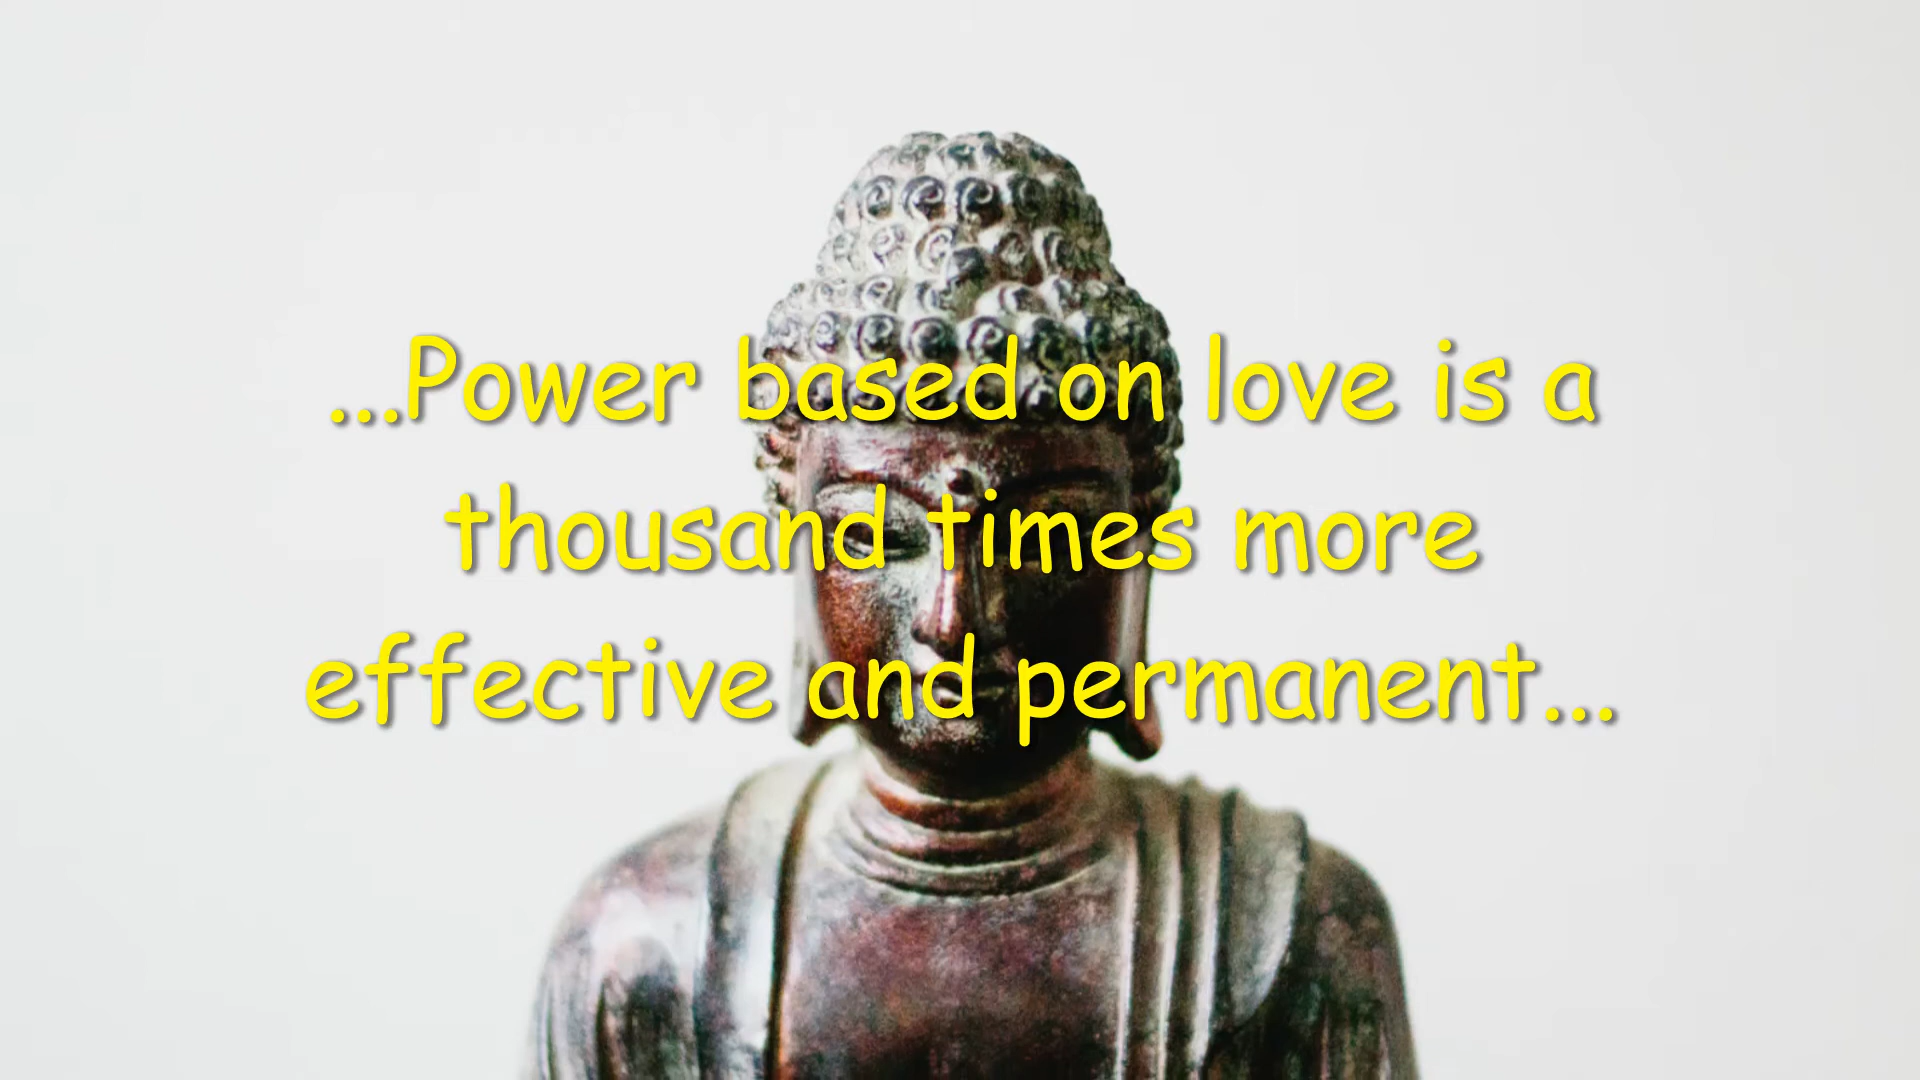 ...Power based on love is a
thousand times more
effective and permanent...